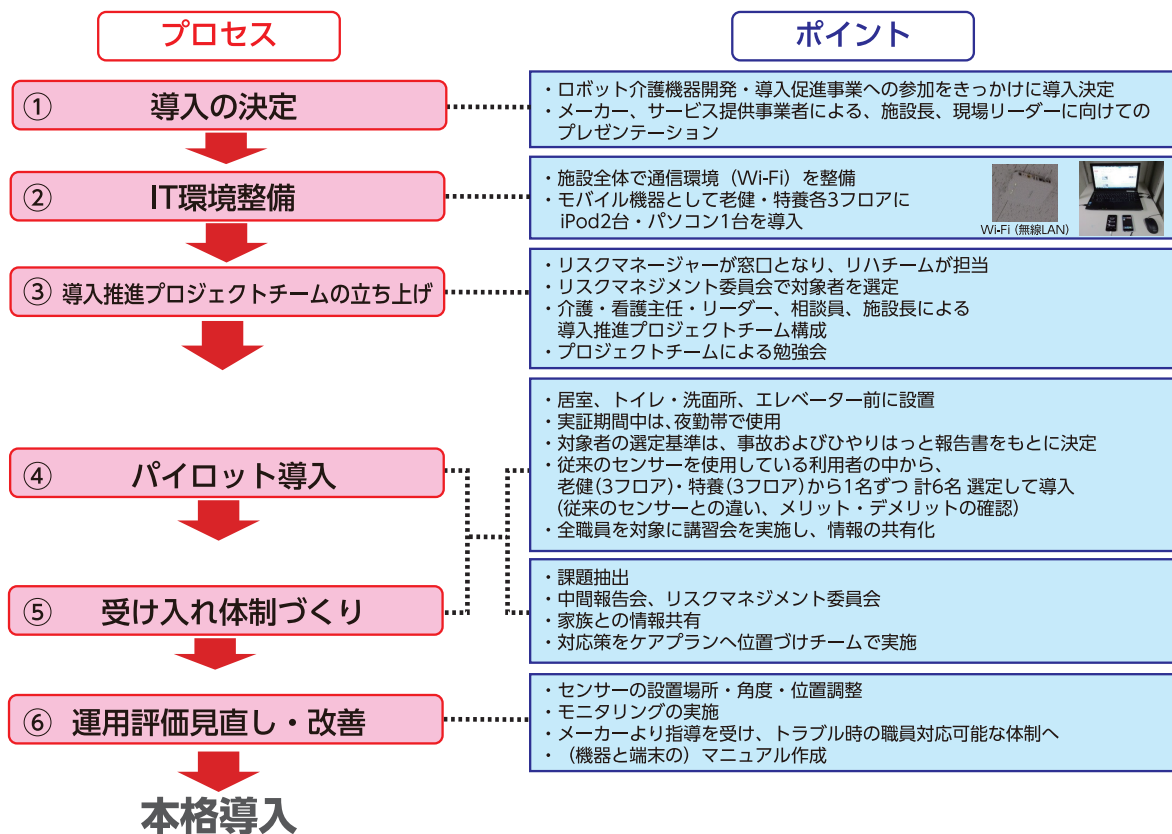 プロセス
ポイント
① 導入の決定
・ロボット介護機器開発・導入促進事業への参加をきっかけに導入決定
・メーカー、サービス提供事業者による、施設長、現場リーダーに向けての
プレゼンテーション
② IT環境整備
・施設全体で通信環境（Wi-Fi）を整備
・モバイル機器として老健・特養各3フロアに
iPod2台・パソコン1台を導入
Wi-Fi (無線LAN)
③ 導入推進プロジェクトチームの立ち上げ
・リスクマネージャーが窓口となり、リハチームが担当
・リスクマネジメント委員会で対象者を選定
・介護・看護主任・リーダー、相談員、施設長による
導入推進プロジェクトチーム構成
・プロジェクトチームによる勉強会
④ パイロット導入
・居室、トイレ・洗面所、エレベーター前に設置
・実証期間中は、夜勤帯で使用
・対象者の選定基準は、事故およびひやりはっと報告書をもとに決定
・従来のセンサーを使用している利用者の中から、
老健(3フロア)・特養(3フロア)から1名ずつ 計6名 選定して導入
(従来のセンサーとの違い、メリット・デメリットの確認)
・全職員を対象に講習会を実施し、情報の共有化
⑤ 受け入れ体制づくり
・課題抽出
・中間報告会、リスクマネジメント委員会
・家族との情報共有
・対応策をケアプランへ位置づけチームで実施
⑥ 運用評価見直し・改善
・センサーの設置場所・角度・位置調整
・モニタリングの実施
・メーカーより指導を受け、トラブル時の職員対応可能な体制へ
・（機器と端末の）マニュアル作成
本格導入